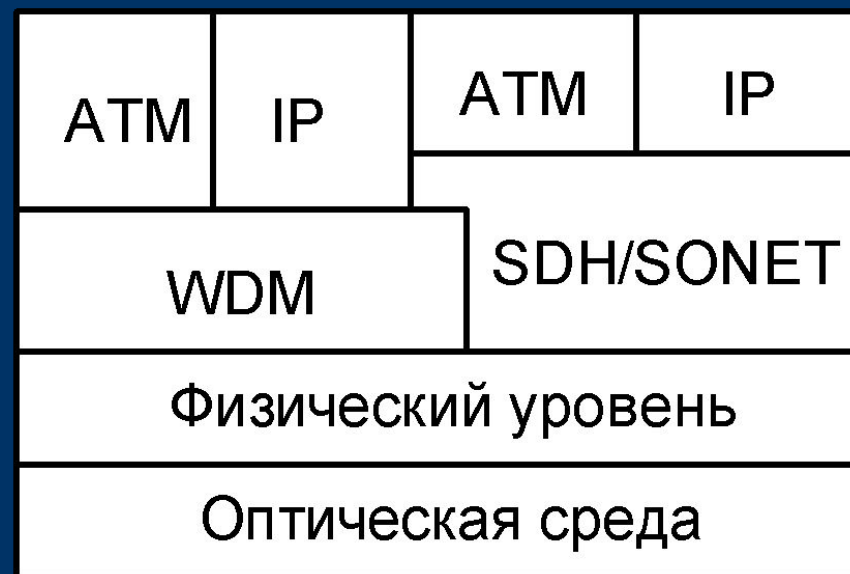 ATM IP ATM IP
WDM SDH/SONET
Физический уровень
Оптическая среда